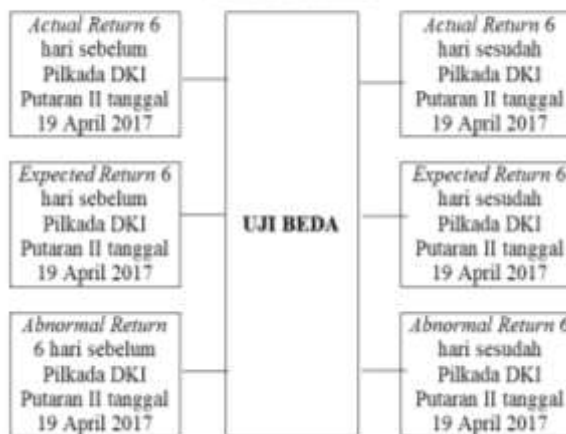 Actual Return 6
hari sebelum
Pilkada DKI
Putaran II tanggal
19 April 2017
Expected Return 6
hari sebelum
Pilkada DKI
Putaran II tanggal
19 April 2017
Abnormal Return
6 hari sebelum
Pilkada DKI
Putaran II tanggal
19 April 2017
UJI BEDA
Actual Return 6
hari sesudah
Pilkada DKI
Putaran II tanggal
19 April 2017
Expected Return 6
hari sesudah
Pilkada DKI
Putaran II tanggal
19 April 2017
Abnormal Return 6
hari sesudah
Pilkada DKI
Putaran II tanggal
19 April 2017